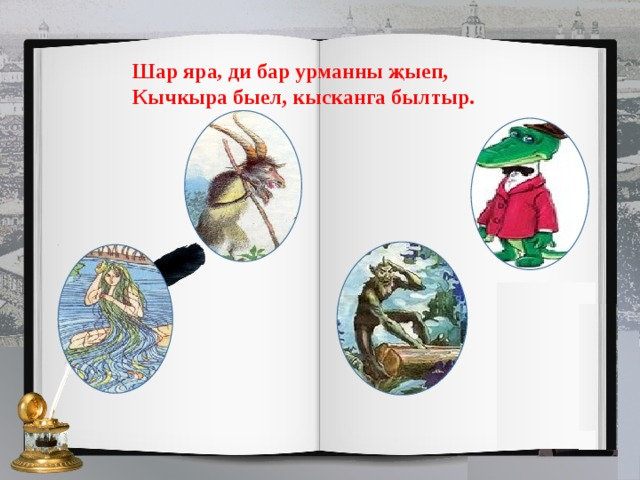 Шар яра, ди бар урманны җыеп,
Кычкыра быел, кысканга былтыр.